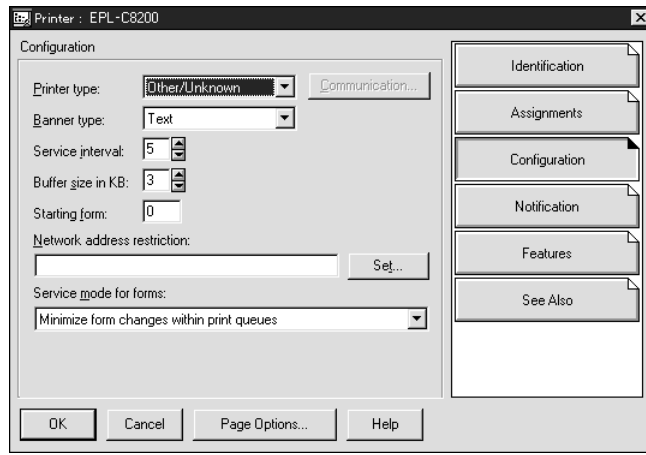 Printer : EPL-C8200
Configuration
Printer type: Other/Unknown Communication...
Banner type: Text
Service interval: 5
Buffer size in KB: 3
Starting form: 0
Network address restriction:
Set...
Service mode for forms:
Minimize form changes within print queues
Identification
Assignments
Configuration
Notification
Features
See Also
OK Cancel Page Options... Help